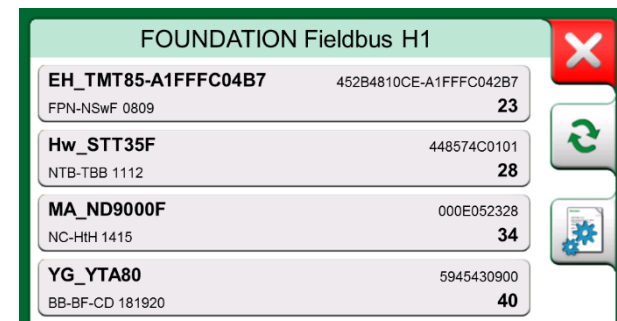 FOUNDATION Fieldbus H1
EH_TMT85-A1FFFC04B7 452B4810CE-A1FFFC042B7
FPN-NSwF 0809 23
Hw_STT35F 448574C0101
NTB-TBB 1112 28
MA_ND9000F 000E052328
NC-HtH 1415 34
YG_YTA80 5945430900
BB-BF-CD 181920 40